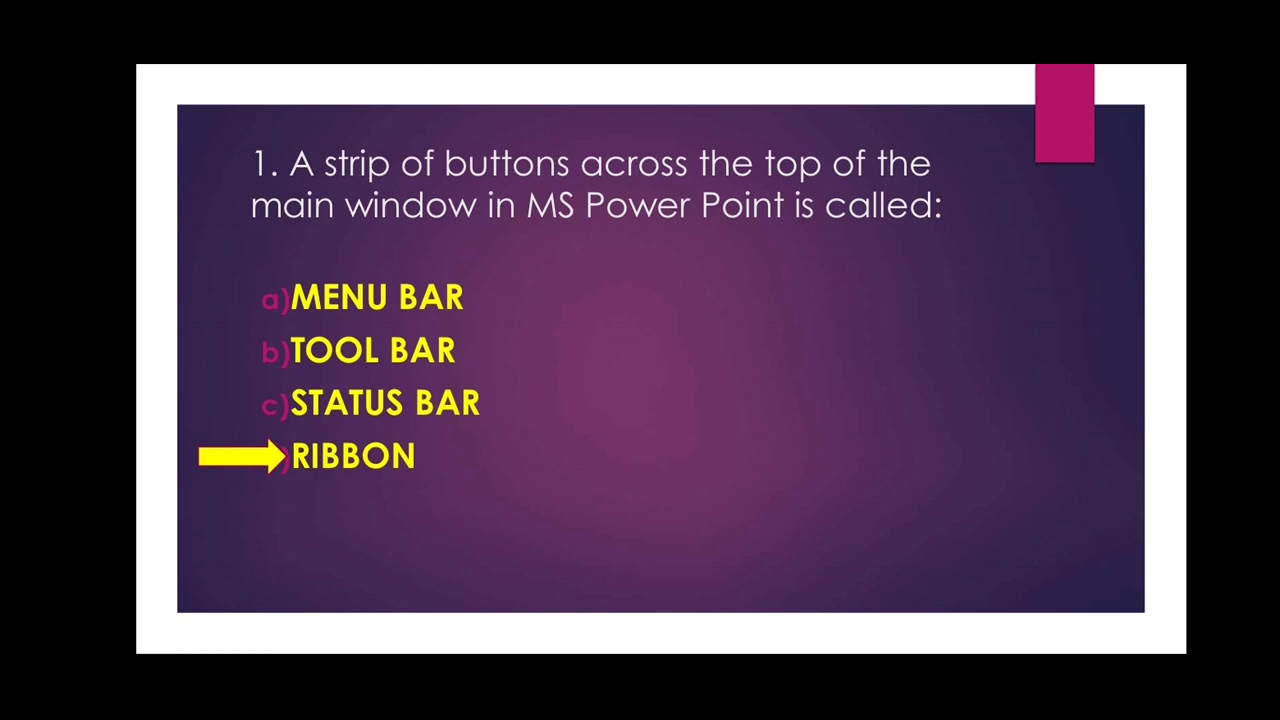 1. A strip of buttons across the top of the
main window in MS Power Point is called:
a)MENU BAR
b)TOOL BAR
c)STATUS BAR
)RIBBON